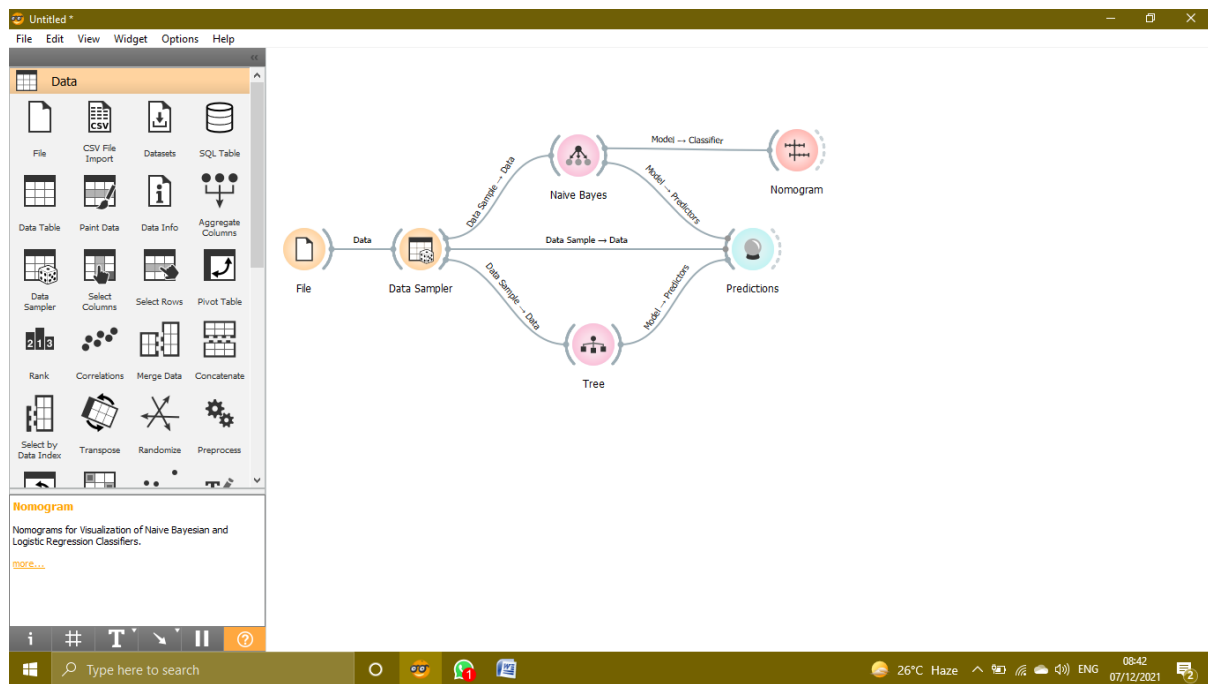 Untitled *
File Edit View Widget Options Help
Data
File
CSV File
Import
Datasets
SQL Table
Data Table
Paint Data
Data Info
Aggregate
Columns
Data
Sampler
Select
Columns
Select Rows
Pivot Table
Rank
Correlations
Merge Data
Concatenate
Select by
Data Index
Transpose
Randomize
Preprocess
Nomogram
Nomograms for Visualization of Naive Bayesian and
Logistic Regression Classifiers.
more...
File
Data
Data Sampler
Data Sample → Data
Naive Bayes
Model → Classifier
Nomogram
Model → Predictors
Data Sample → Data
Predictions
Data Sample → Data
Model → Predictors
Tree
Type here to search
26°C Haze
ENG
08:42
07/12/2021